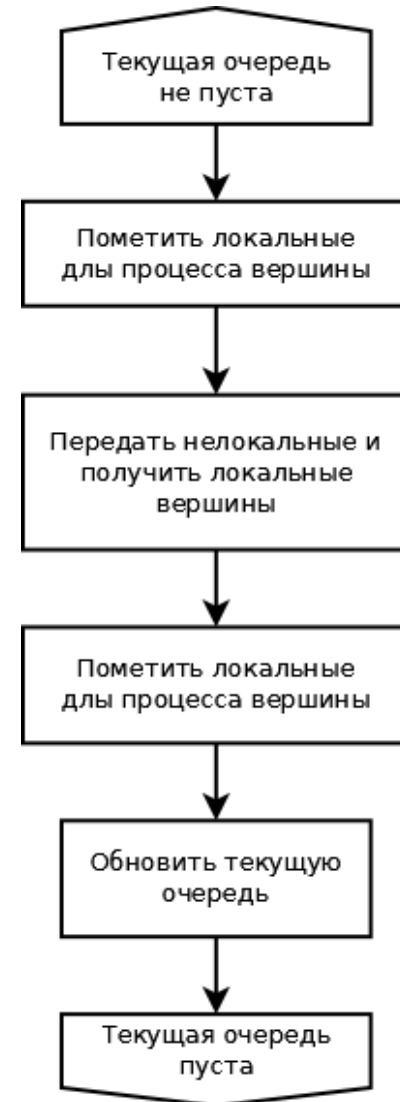 Текущая очередь
не пуста
Пометить локальные
длы процесса вершины
Передать нелокальные и
получить локальные
вершины
Пометить локальные
длы процесса вершины
Обновить текущую
очередь
Текущая очередь
пуста